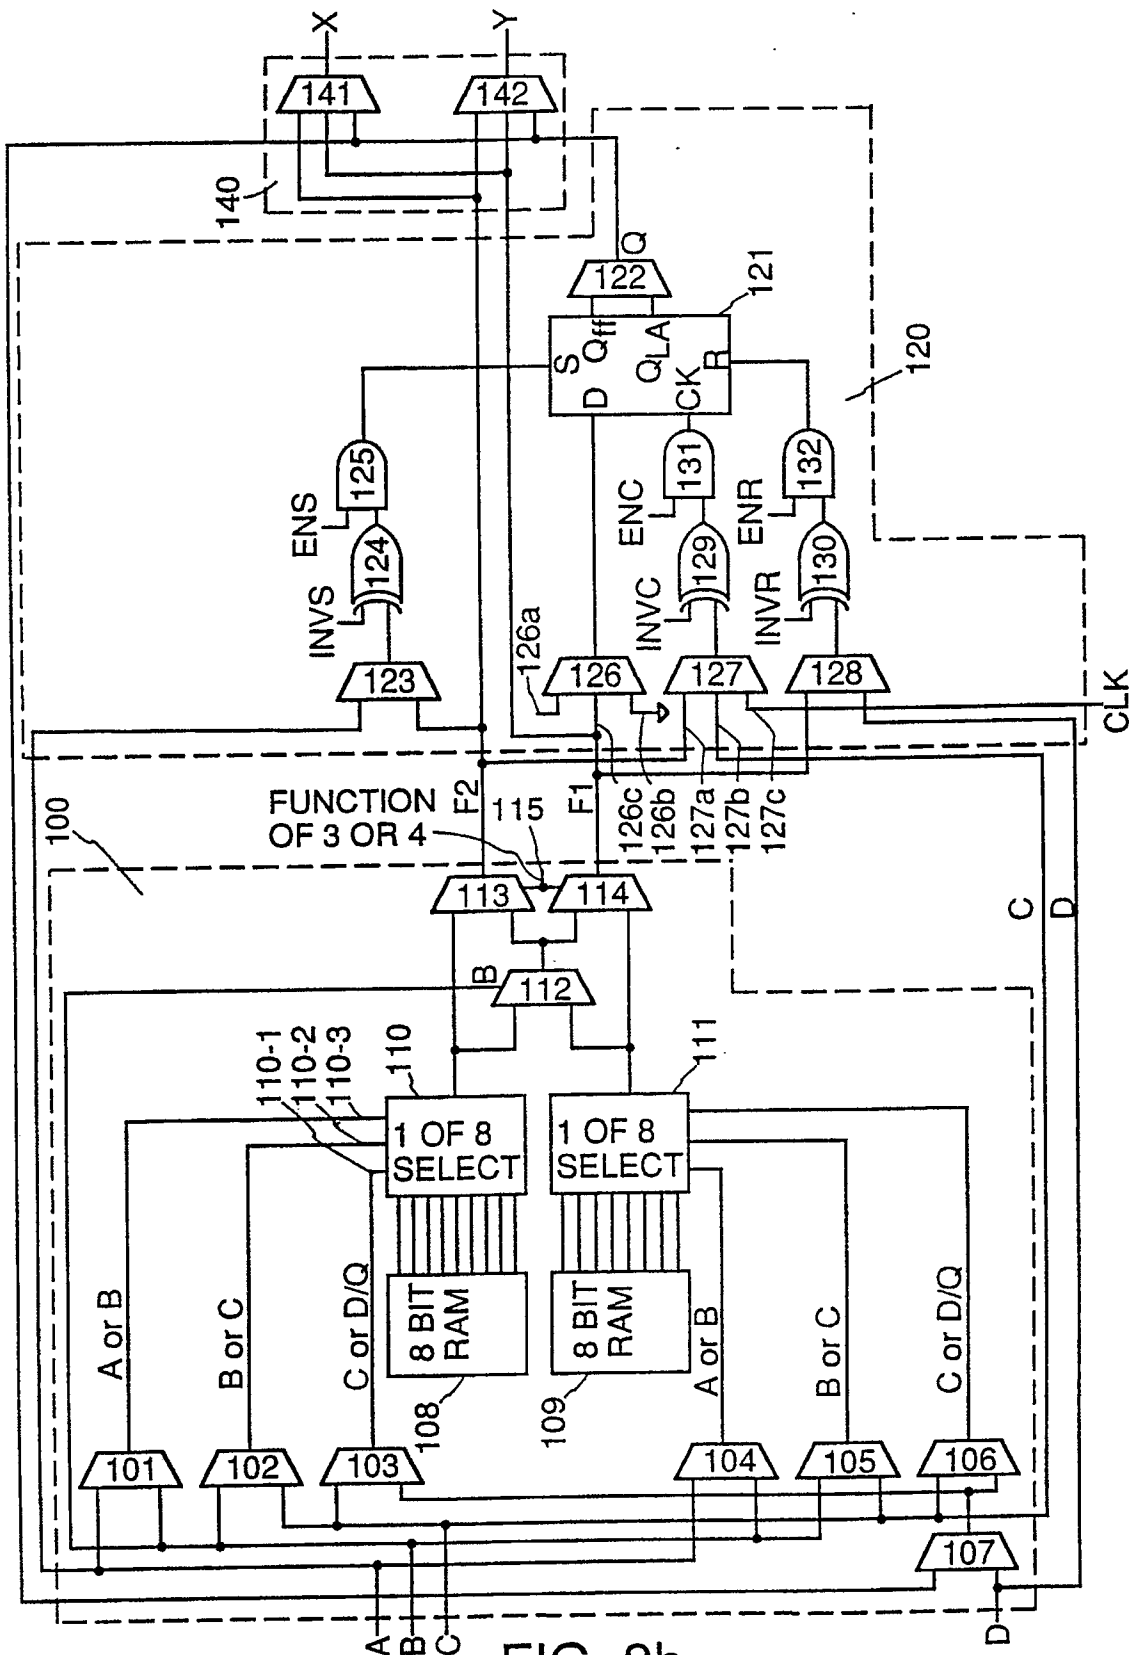 X
Y
141
142
140
Q
122
121
S
Qff
QLA
D
CK
R
120
125
131
132
ENS
ENC
ENR
124
129
130
INVS
INVC
INVR
126a
123
126
127
128
CLK
100
FUNCTION
OF 3 OR 4
F2
115
F1
126c
126b
127a
127b
127c
113
114
C
D
B
112
110-1
110-2
110-3
110
111
1 OF 8
SELECT
1 OF 8
SELECT
A or B
B or C
C or D/Q
8 BIT
RAM
8 BIT
RAM
A or B
B or C
C or D/Q
108
109
101
102
103
104
105
106
107
A
B
C
D